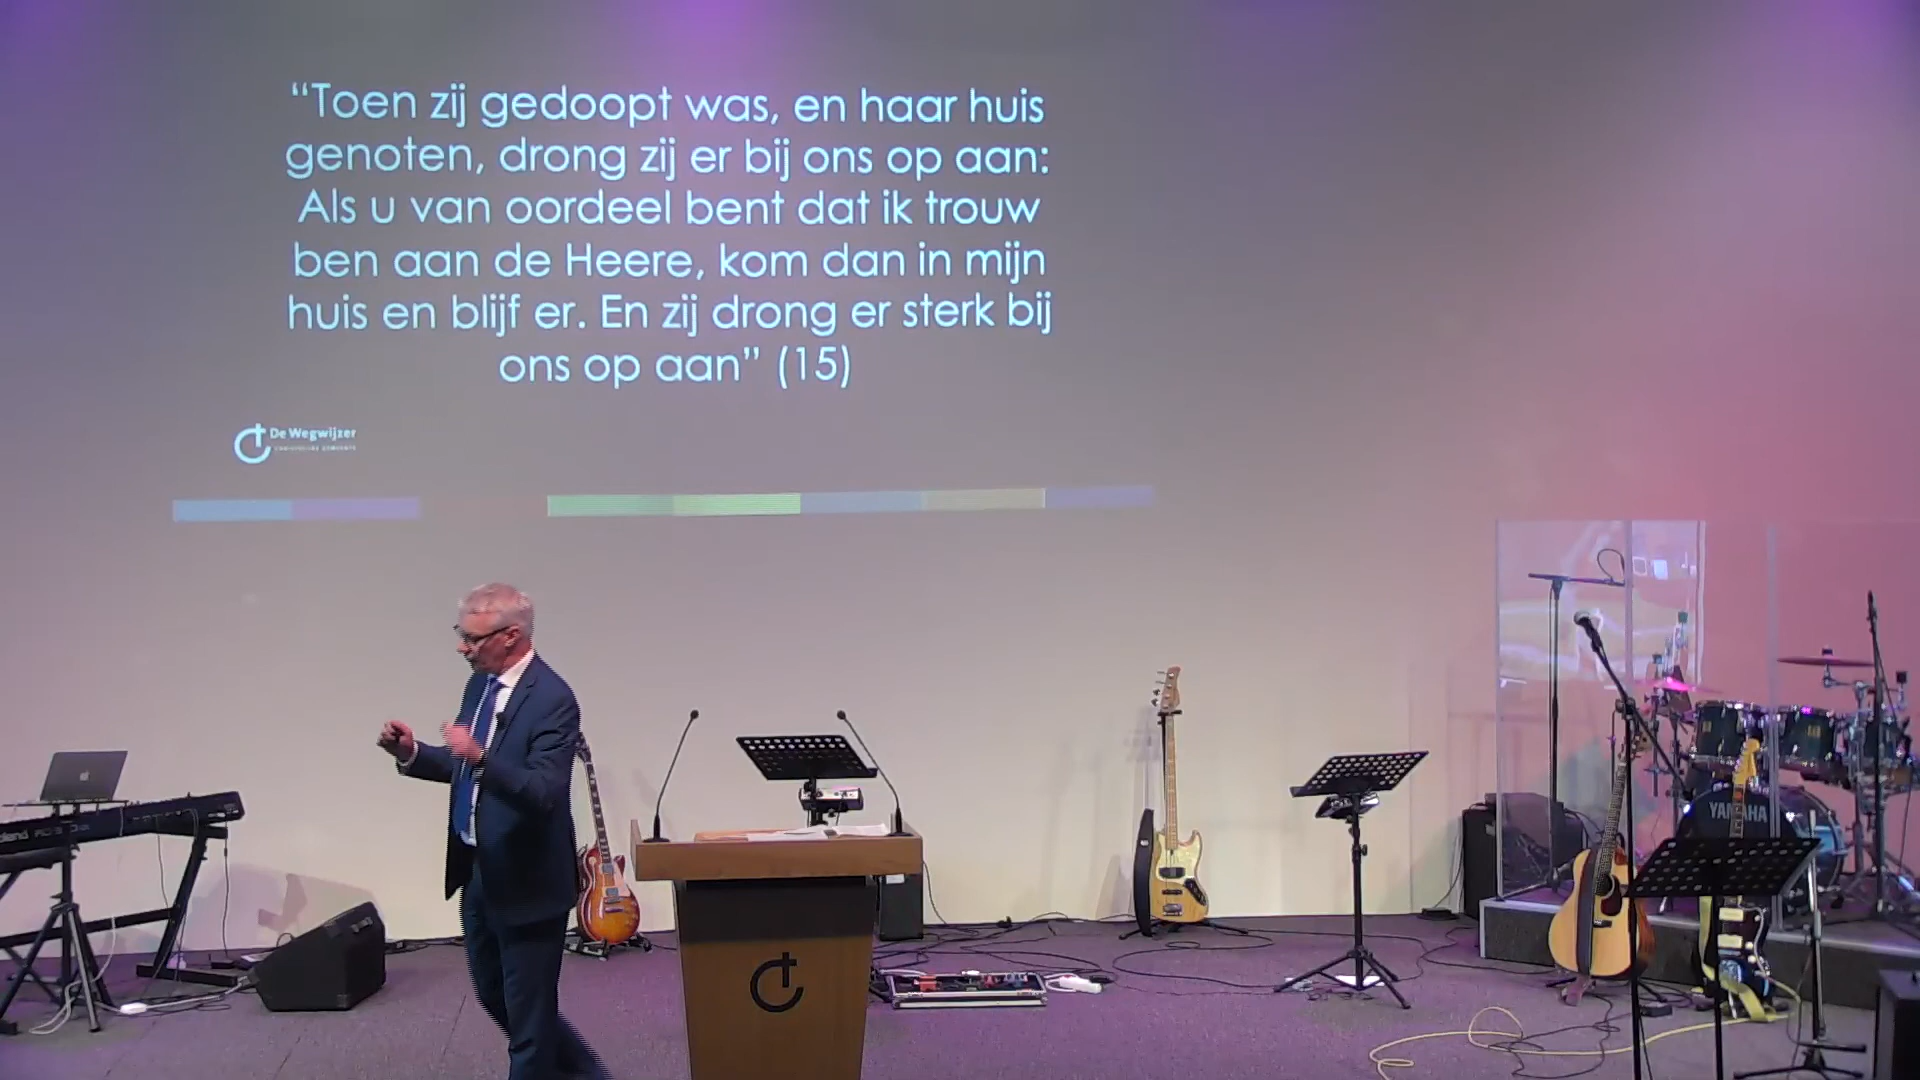 “Toen zij gedoopt was, en haar huis
genoten, drong zij er bij ons op aan:
Als u van oordeel bent dat ik trouw
ben aan de Heere, kom dan in mijn
huis en blijf er. En zij drong er sterk bij
ons op aan” (15)
De Wegwijzer
YAMAHA